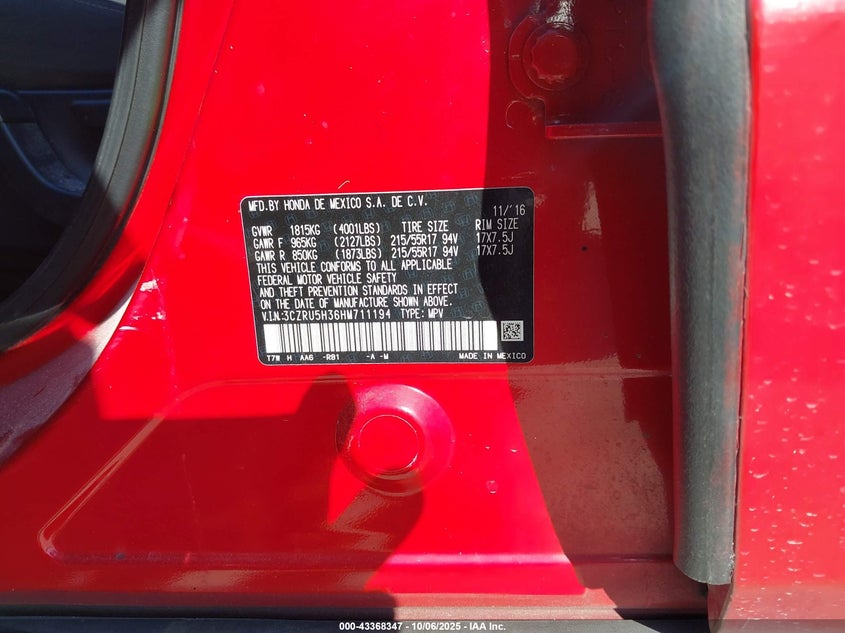 MFD.BY HONDA DE MEXICO S.A. DE C.V.
11/'16
GVWR 1815KG (4001LBS) TIRE SIZE RIM SIZE
GAWR F 965KG (2127LBS) 215/55R17 94V 17X7.5J
GAWR R 850KG (1873LBS) 215/55R17 94V 17X7.5J
THIS VEHICLE CONFORMS TO ALL APPLICABLE
FEDERAL MOTOR VEHICLE SAFETY
AND THEFT PREVENTION STANDARDS IN EFFECT
ON THE DATE OF MANUFACTURE SHOWN ABOVE.
V.I.N:3CZRU5H36HM711194 TYPE: MPV
T7W H AA6 -R81 -A -M MADE IN MEXICO
000-43368347 - 10/06/2025 - IAA Inc.